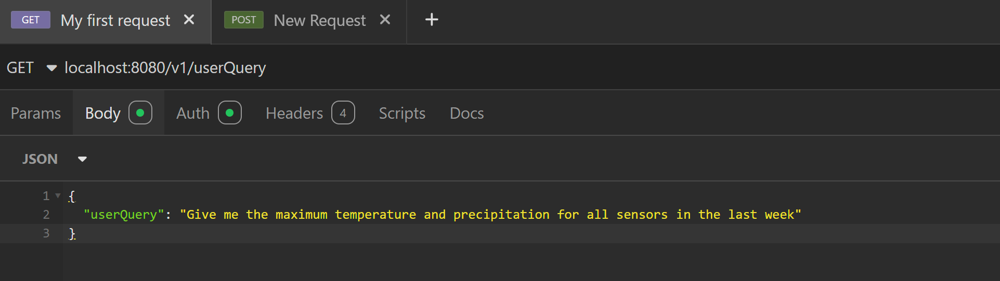 GET My first request POST New Request
GET localhost:8080/v1/userQuery
Params Body Auth Headers 4 Scripts Docs
JSON
1 {
2 "userQuery": "Give me the maximum temperature and precipitation for all sensors in the last week"
3 }